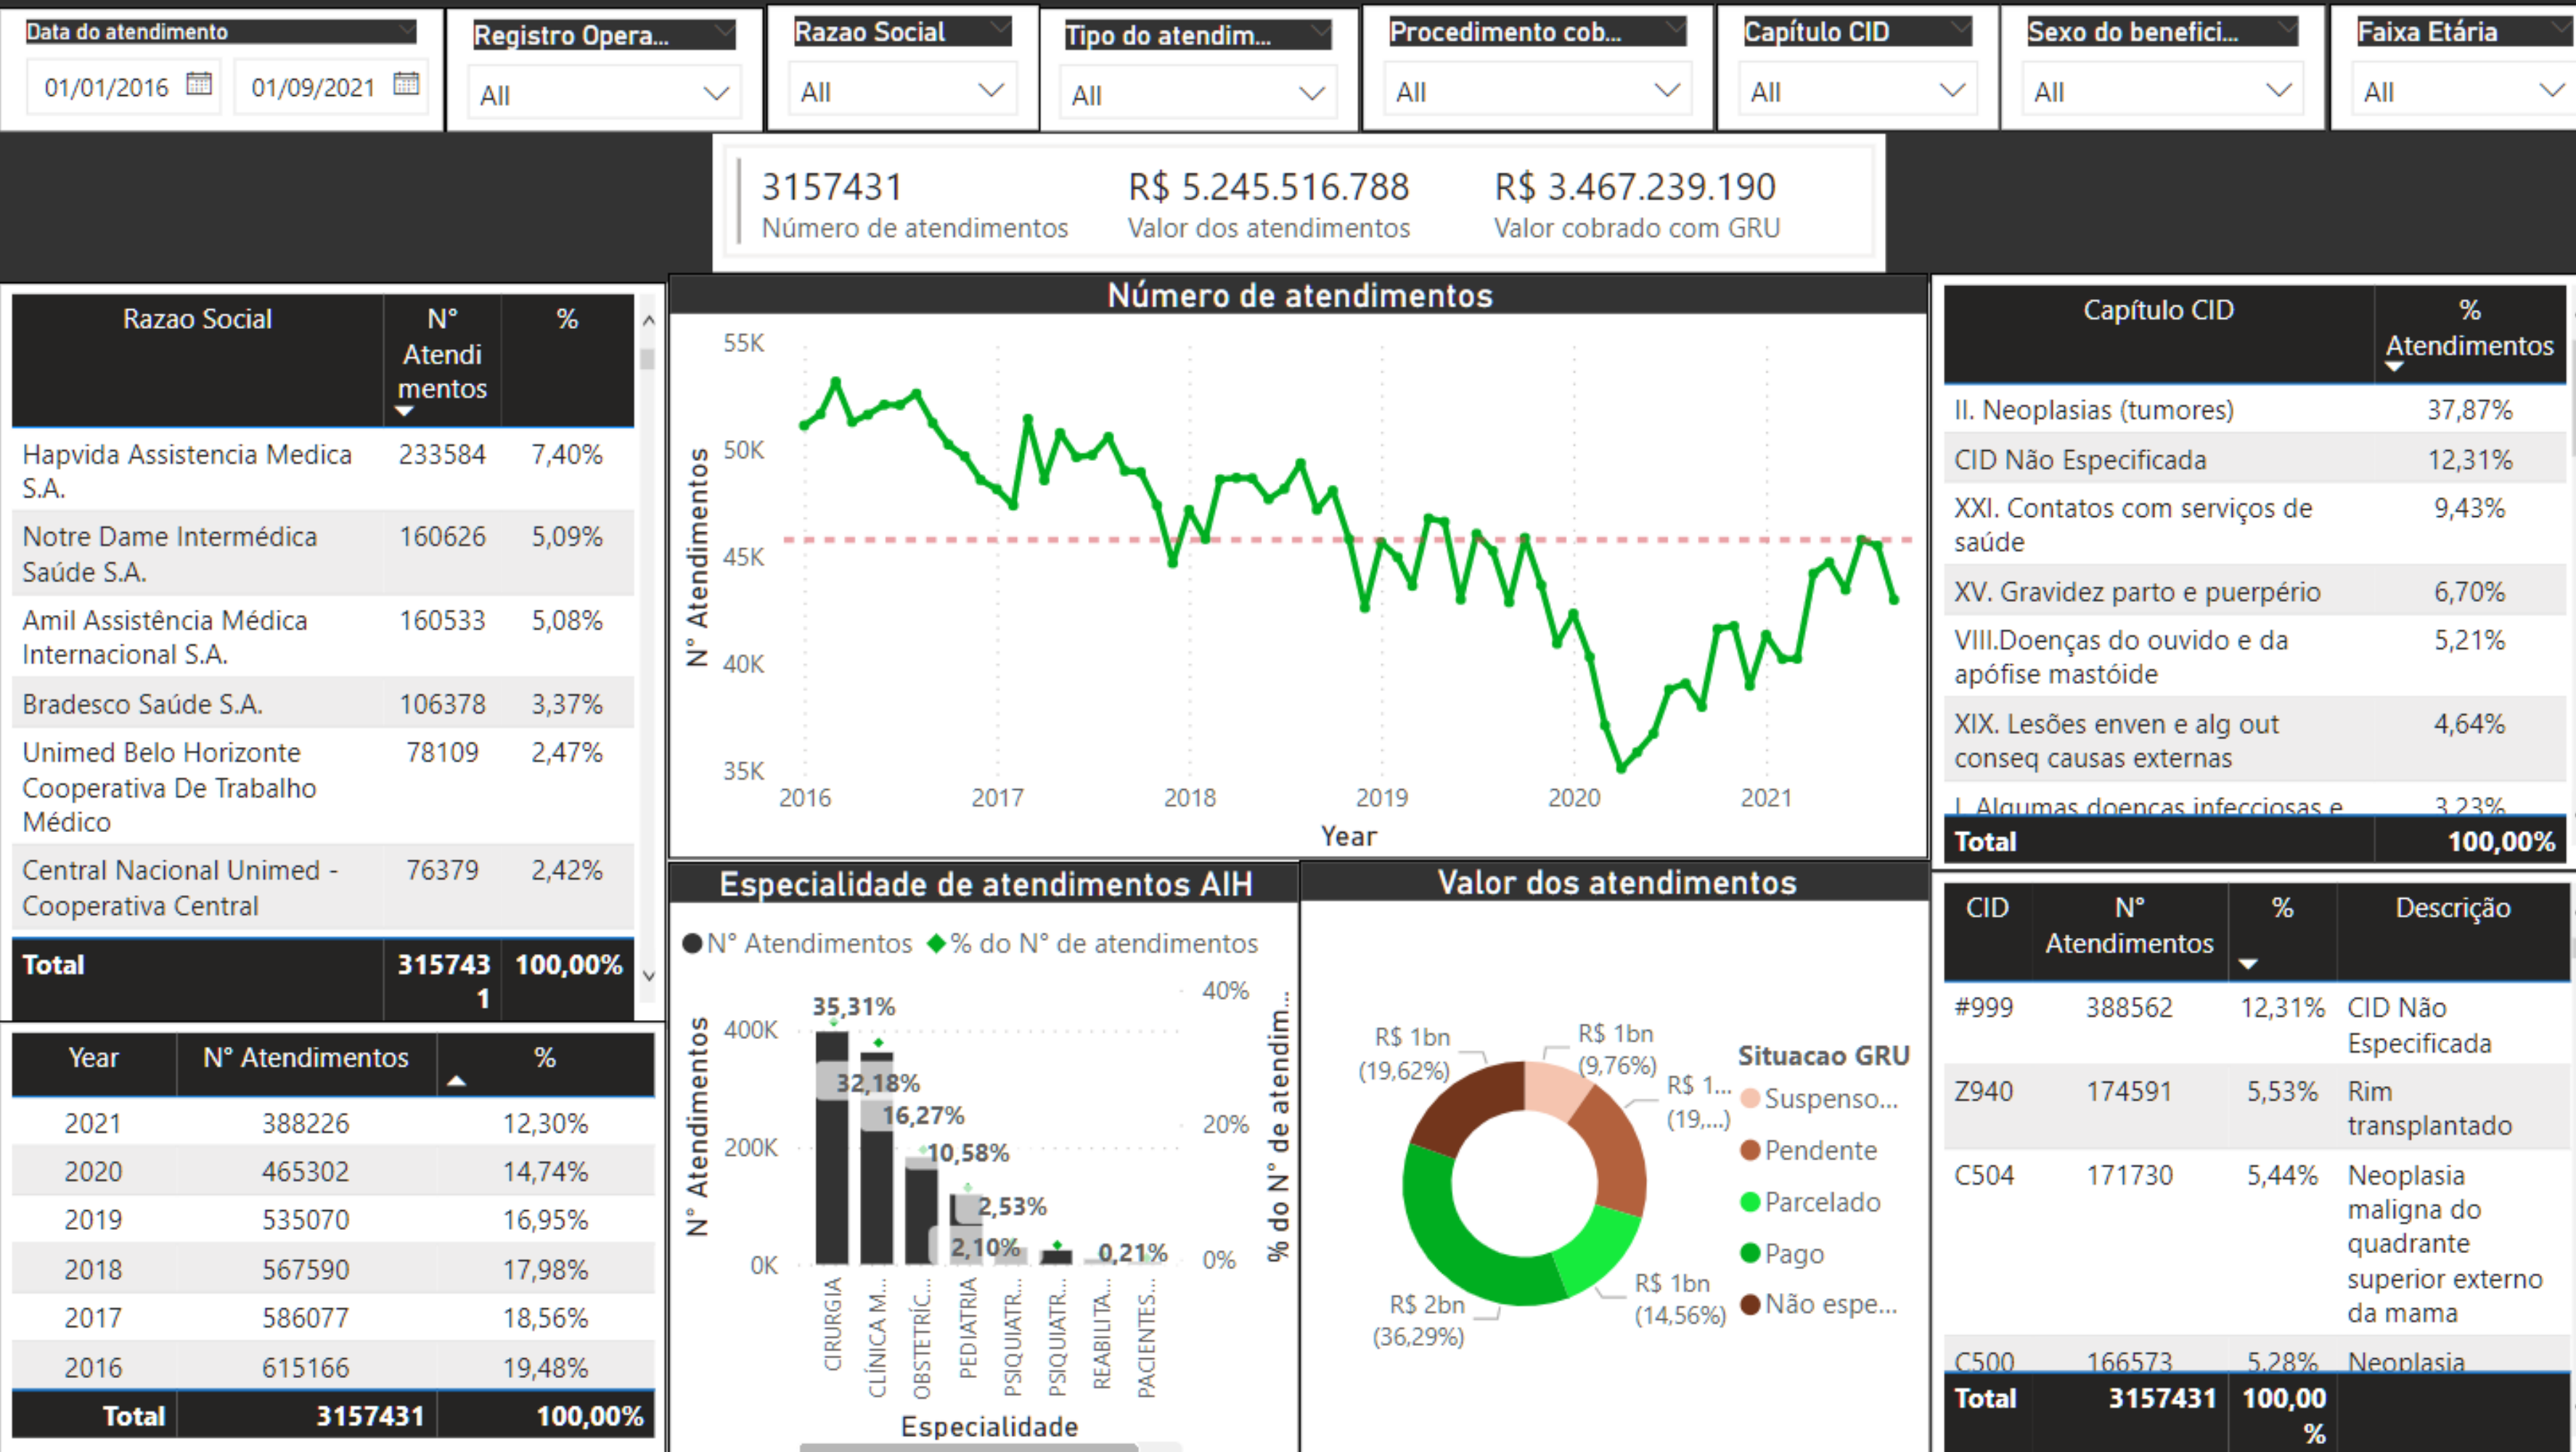 Data do atendimento
01/01/2016
01/09/2021
Registro Opera...
All
Razao Social
All
Tipo do atendim...
All
Procedimento cob...
All
Capítulo CID
All
Sexo do benefici...
All
Faixa Etária
All
3157431
Número de atendimentos
R$ 5.245.516.788
Valor dos atendimentos
R$ 3.467.239.190
Valor cobrado com GRU
Razao Social
N°
Atendi
mentos
%
Hapvida Assistencia Medica
S.A.
233584
7,40%
Notre Dame Intermédica
Saúde S.A.
160626
5,09%
Amil Assistência Médica
Internacional S.A.
160533
5,08%
Bradesco Saúde S.A.
106378
3,37%
Unimed Belo Horizonte
Cooperativa De Trabalho
Médico
78109
2,47%
Central Nacional Unimed -
Cooperativa Central
76379
2,42%
Total
315743
1
100,00%
Year
N° Atendimentos
%
2021
388226
12,30%
2020
465302
14,74%
2019
535070
16,95%
2018
567590
17,98%
2017
586077
18,56%
2016
615166
19,48%
Total
3157431
100,00%
Número de atendimentos
N° Atendimentos
55K
50K
45K
40K
35K
2016
2017
2018
2019
2020
2021
Year
Especialidade de atendimentos AIH
N° Atendimentos
% do N° de atendimentos
N° Atendimentos
400K
200K
0K
35,31%
32,18%
16,27%
10,58%
2,53%
2,10%
0,21%
40%
20%
0%
% do N° de atendim...
CIRURGIA
CLÍNICA M...
OBSTETRÍC...
PEDIATRIA
PSIQUIATR...
PSIQUIATR...
REABILITA...
PACIENTES...
Especialidade
Valor dos atendimentos
R$ 1bn
(19,62%)
R$ 1bn
(9,76%)
R$ 1...
(19,...)
R$ 1bn
(14,56%)
R$ 2bn
(36,29%)
Situacao GRU
Suspenso...
Pendente
Parcelado
Pago
Não espe...
Capítulo CID
%
Atendimentos
II. Neoplasias (tumores)
37,87%
CID Não Especificada
12,31%
XXI. Contatos com serviços de
saúde
9,43%
XV. Gravidez parto e puerpério
6,70%
VIII.Doenças do ouvido e da
apófise mastóide
5,21%
XIX. Lesões enven e alg out
conseq causas externas
4,64%
I. Algumas doenças infecciosas e
3,23%
Total
100,00%
CID
N°
Atendimentos
%
Descrição
#999
388562
12,31%
CID Não
Especificada
Z940
174591
5,53%
Rim
transplantado
C504
171730
5,44%
Neoplasia
maligna do
quadrante
superior externo
da mama
C500
166573
5,28%
Neoplasia
Total
3157431
100,00
%